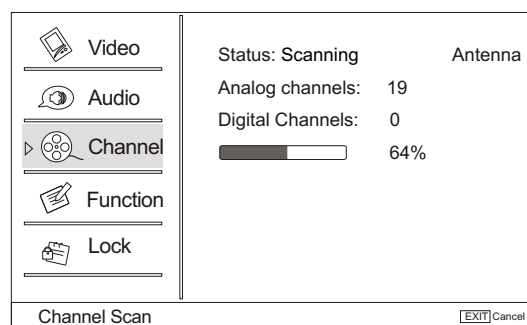 Video
Audio
Channel
Function
Lock
Status: Scanning Antenna
Analog channels: 19
Digital Channels: 0
64%
Channel Scan
EXIT Cancel